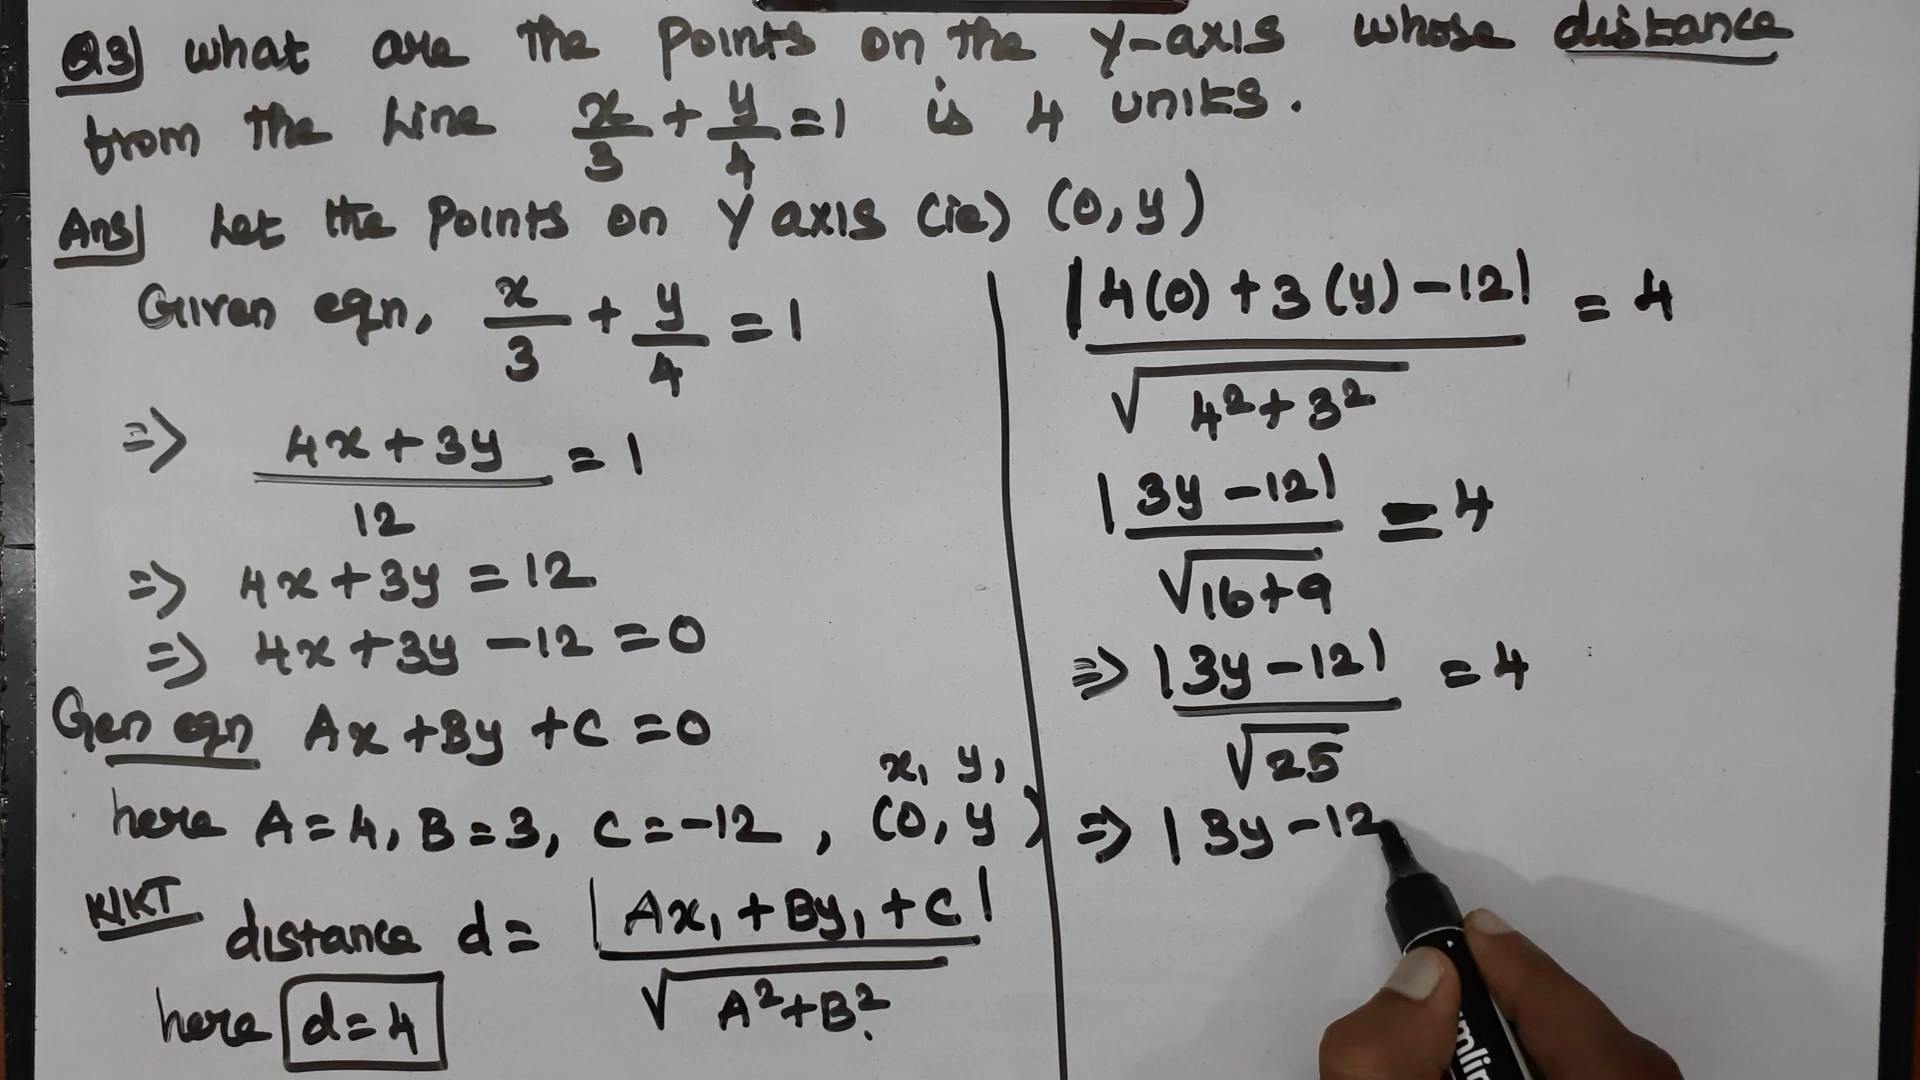 Q3) What are the points on the y-axis whose distance
from the line x/3 + y/4 = 1 is 4 units.
Ans) Let the points on Y axis (ie) (0, y)
Given eqn, x/3 + y/4 = 1
=> (4x + 3y)/12 = 1
=> 4x + 3y = 12
=> 4x + 3y - 12 = 0
Gen eqn Ax + By + C = 0
x₁ y₁
here A = 4, B = 3, C = -12, (0, y)
WKT distance d = |Ax₁ + By₁ + C| / √(A² + B²)
here d = 4
|4(0) + 3(y) - 12| / √(4² + 3²) = 4
|3y - 12| / √(16 + 9) = 4
=> |3y - 12| / √25 = 4
=> |3y - 12